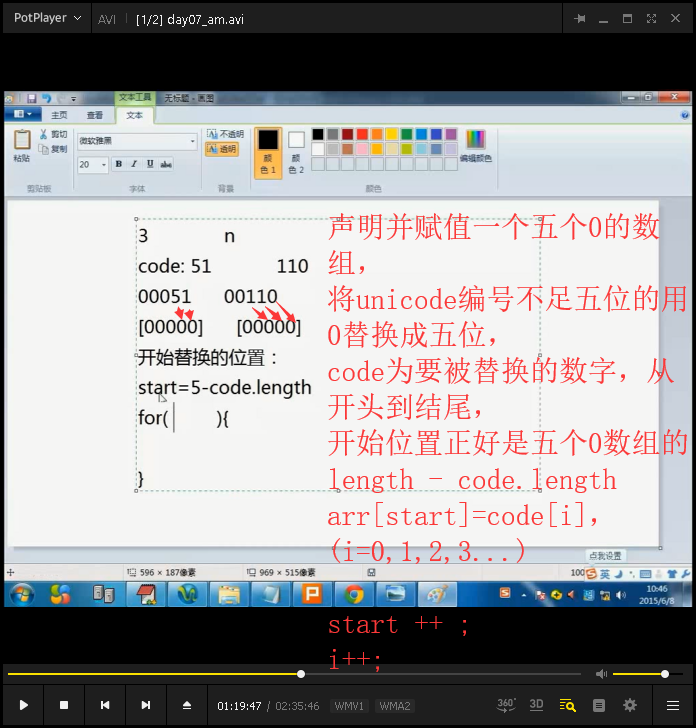 PotPlayer
AVI
[1/2] day07_am.avi
文本工具
无标题 - 画图
主页
查看
文本
粘贴
剪切
复制
剪贴板
微软雅黑
20
B I U abc
字体
不透明
透明
背景
颜色 1
颜色 2
编辑颜色
颜色
3 n
code: 51 110
00051 00110
[00000] [00000]
开始替换的位置：
start=5-code.length
for( ){
}
声明并赋值一个五个0的数
组，
将unicode编号不足五位的用
0替换成五位，
code为要被替换的数字，从
开头到结尾，
开始位置正好是五个0数组的
length - code.length
arr[start]=code[i]，
(i=0,1,2,3...)
start ++ ;
i++;
点我设置
596 × 187像素
969 × 515像素
100
英
10:46
2015/6/8
01:19:47 / 02:35:46
WMV1
WMA2
360°
3D